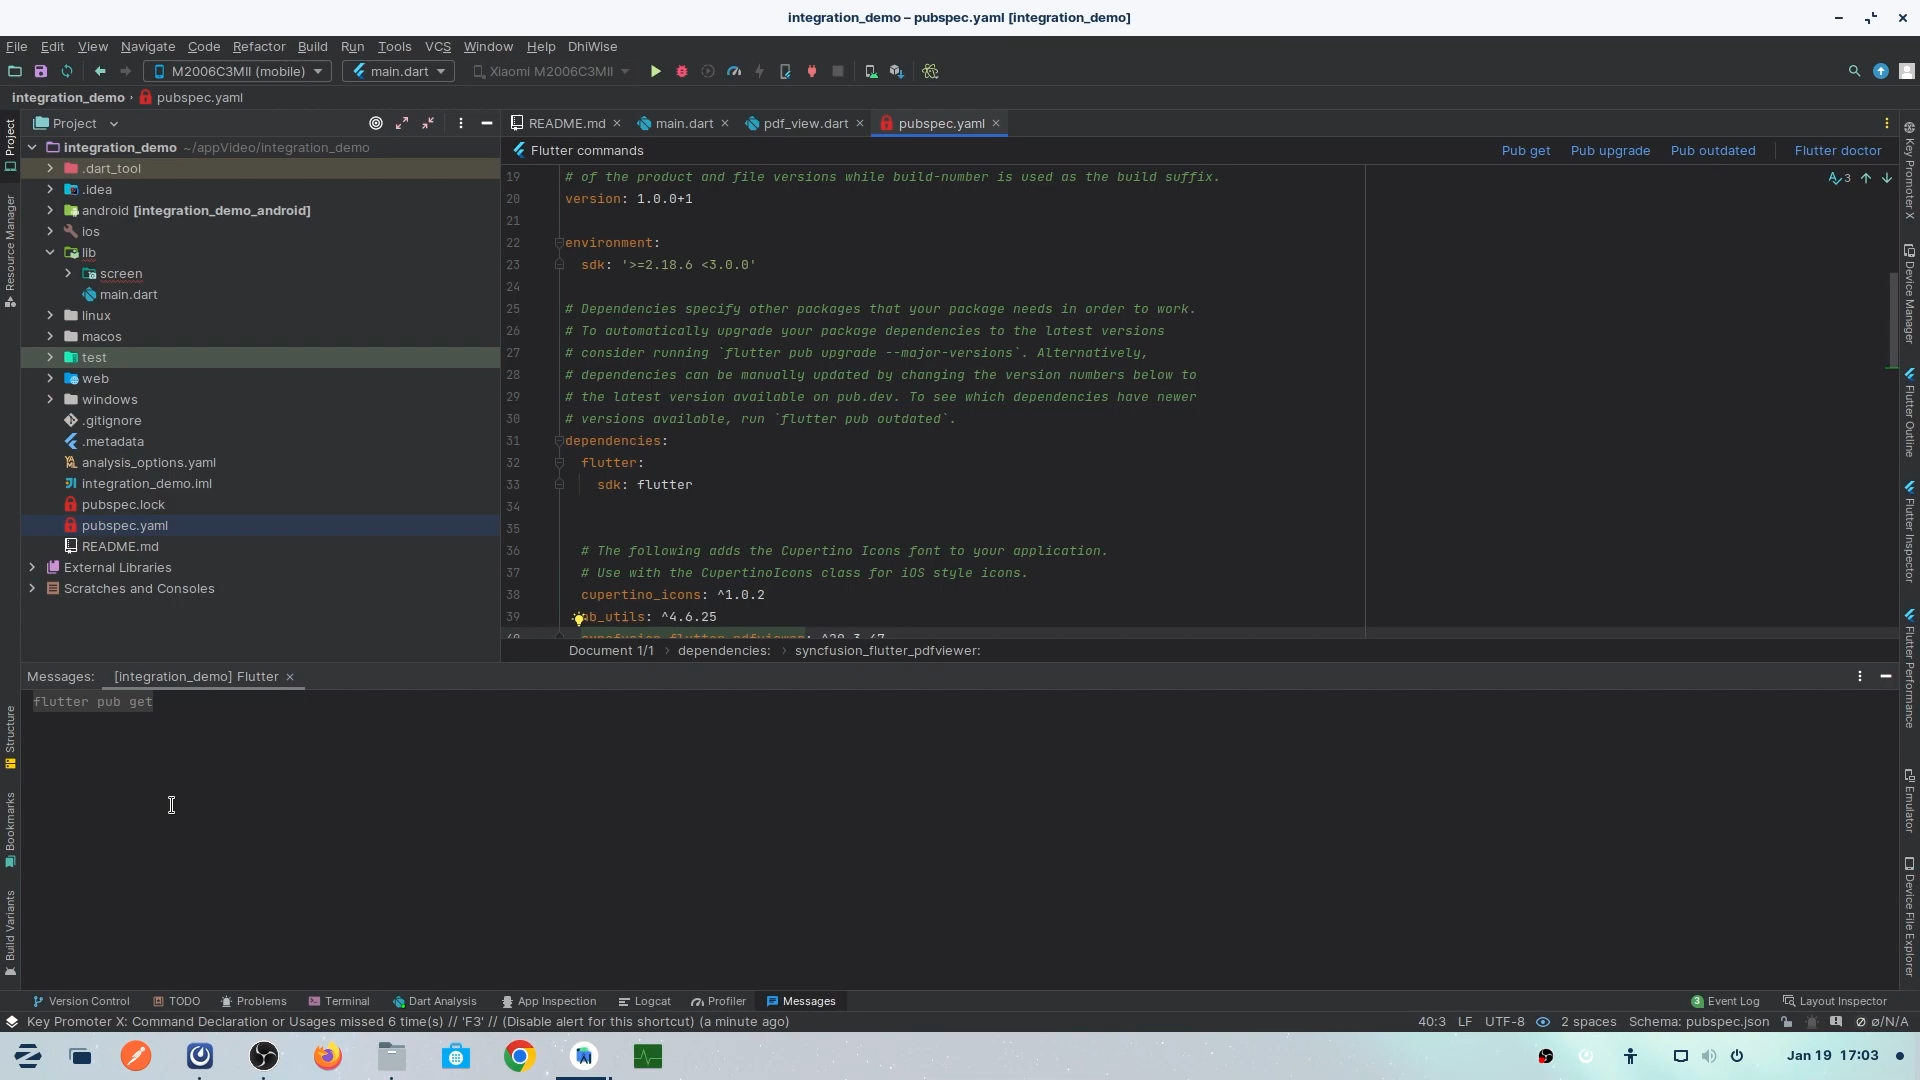 integration_demo – pubspec.yaml [integration_demo]
File Edit View Navigate Code Refactor Build Run Tools VCS Window Help DhiWise
M2006C3MII (mobile) main.dart Xiaomi M2006C3MII
integration_demo pubspec.yaml
Project
README.md main.dart pdf_view.dart pubspec.yaml
Flutter commands Pub get Pub upgrade Pub outdated Flutter doctor
Project
Resource Manager
Structure
Bookmarks
Build Variants
integration_demo ~/appVideo/integration_demo
.dart_tool
.idea
android [integration_demo_android]
ios
lib
screen
main.dart
linux
macos
test
web
windows
.gitignore
.metadata
analysis_options.yaml
integration_demo.iml
pubspec.lock
pubspec.yaml
README.md
External Libraries
Scratches and Consoles
3
19 # of the product and file versions while build-number is used as the build suffix.
20 version: 1.0.0+1
21
22 environment:
23 sdk: '>=2.18.6 <3.0.0'
24
25 # Dependencies specify other packages that your package needs in order to work.
26 # To automatically upgrade your package dependencies to the latest versions
27 # consider running `flutter pub upgrade --major-versions`. Alternatively,
28 # dependencies can be manually updated by changing the version numbers below to
29 # the latest version available on pub.dev. To see which dependencies have newer
30 # versions available, run `flutter pub outdated`.
31 dependencies:
32 flutter:
33 sdk: flutter
34
35
36 # The following adds the Cupertino Icons font to your application.
37 # Use with the CupertinoIcons class for iOS style icons.
38 cupertino_icons: ^1.0.2
39 b_utils: ^4.6.25
40 syncfusion_flutter_pdfviewer: ^20.3.47
Document 1/1 dependencies: syncfusion_flutter_pdfviewer:
Key Promoter X
Device Manager
Flutter Outline
Flutter Inspector
Flutter Performance
Emulator
Device File Explorer
Messages: [integration_demo] Flutter
flutter pub get
Version Control TODO Problems Terminal Dart Analysis App Inspection Logcat Profiler Messages 3 Event Log Layout Inspector
Key Promoter X: Command Declaration or Usages missed 6 time(s) // 'F3' // (Disable alert for this shortcut) (a minute ago) 40:3 LF UTF-8 2 spaces Schema: pubspec.json ø/N/A
Jan 19 17:03